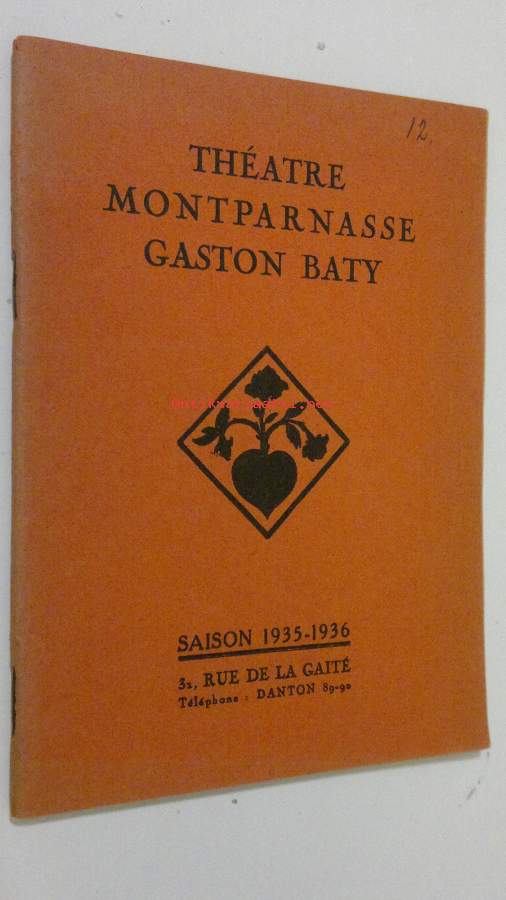 12.
THÉATRE
MONTPARNASSE
GASTON BATY
SAISON 1935-1936
31, RUE DE LA GAITÉ
Téléphone : DANTON 89-90